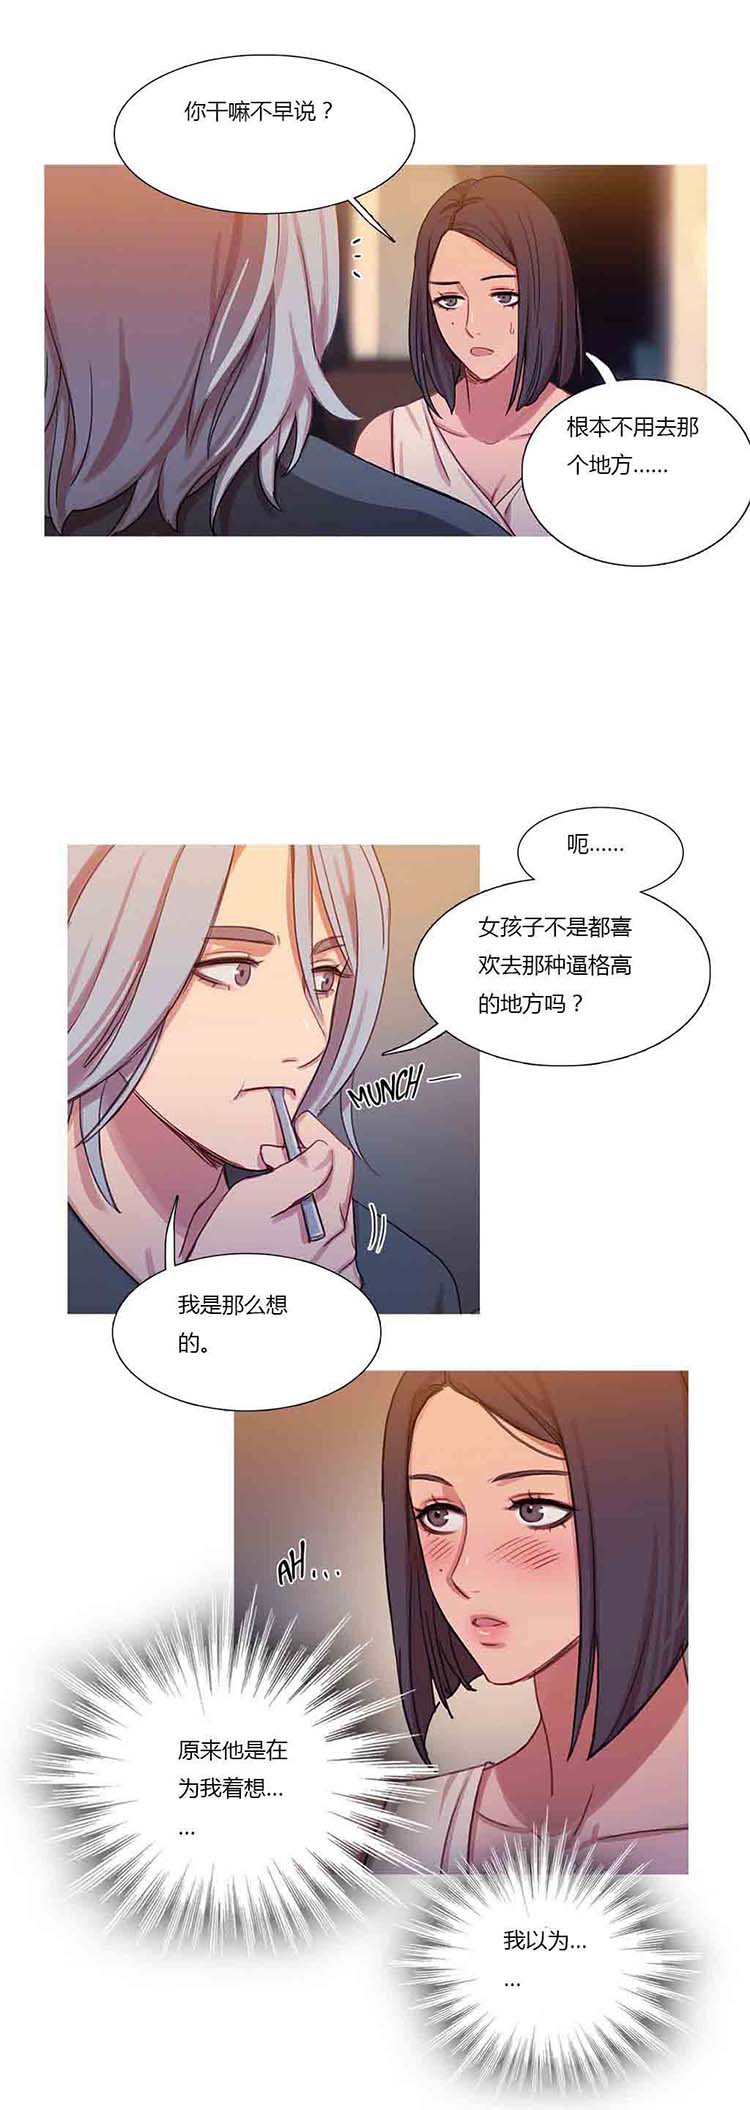 你干嘛不早说？
根本不用去那
个地方……
呃……
女孩子不是都喜
欢去那种逼格高
的地方吗？
MUNCH—
我是那么想
的。
AH...
原来他是在
为我着想...
...
我以为...
...